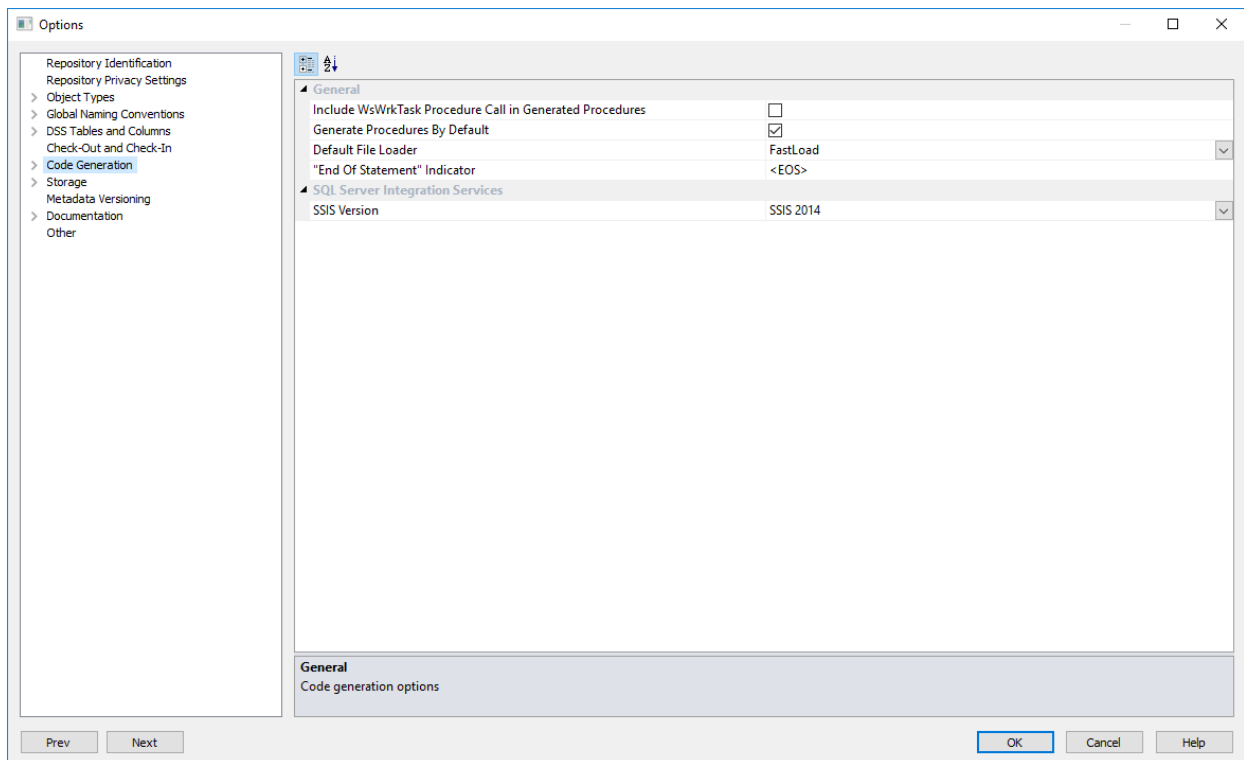 Options
Repository Identification
Repository Privacy Settings
Object Types
Global Naming Conventions
DSS Tables and Columns
Check-Out and Check-In
Code Generation
Storage
Metadata Versioning
Documentation
Other
General
Include WsWrkTask Procedure Call in Generated Procedures
Generate Procedures By Default
Default File Loader FastLoad
"End Of Statement" Indicator <EOS>
SQL Server Integration Services
SSIS Version SSIS 2014
General
Code generation options
Prev Next OK Cancel Help